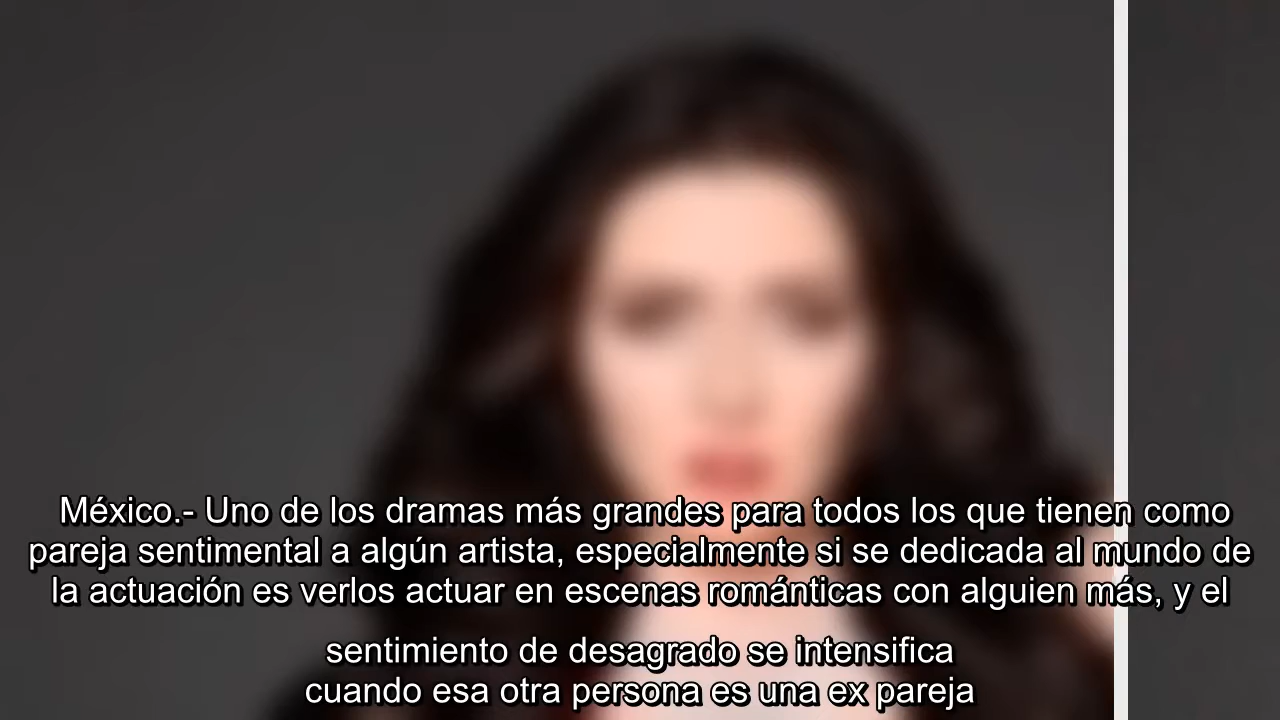 México.- Uno de los dramas más grandes para todos los que tienen como
pareja sentimental a algún artista, especialmente si se dedicada al mundo de
la actuación es verlos actuar en escenas románticas con alguien más, y el
sentimiento de desagrado se intensifica
cuando esa otra persona es una ex pareja